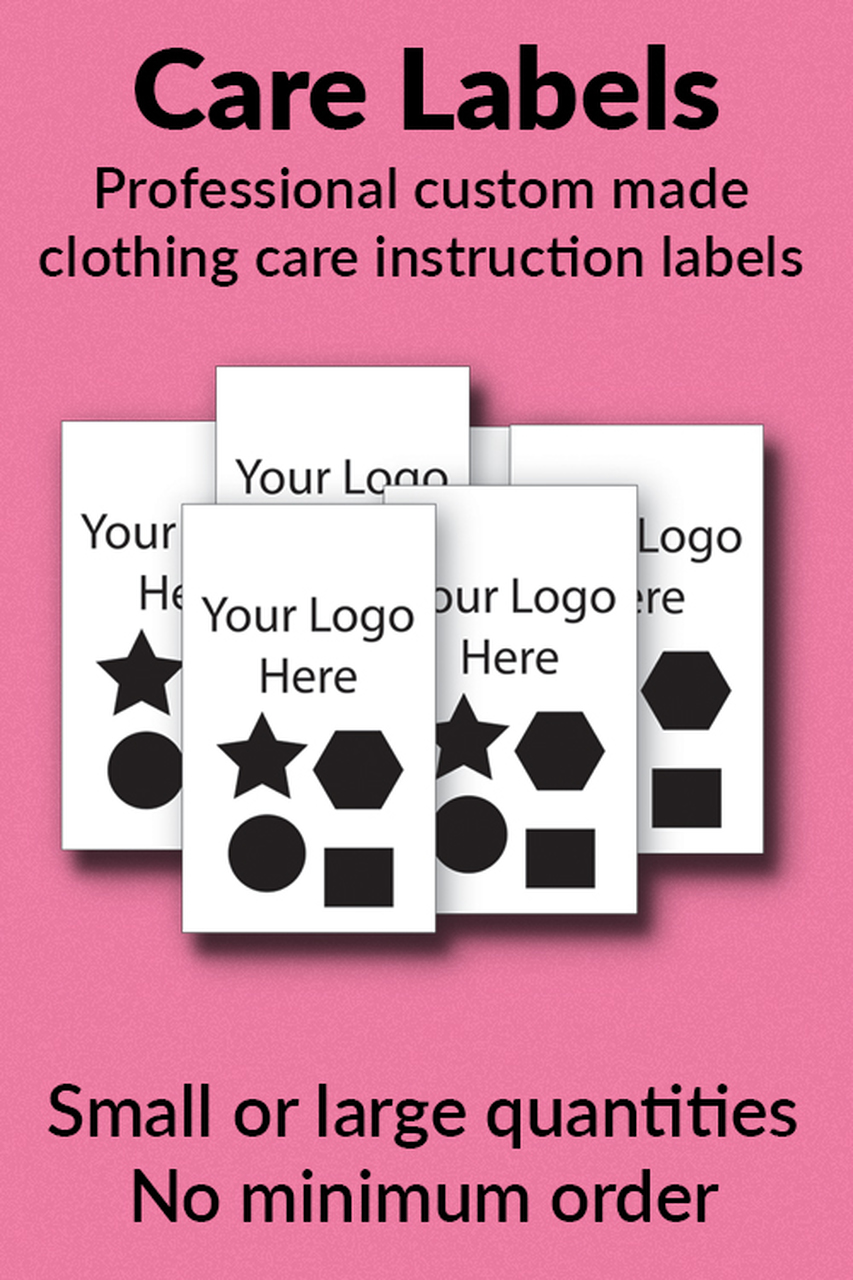 Care Labels
Professional custom made
clothing care instruction labels
Your Logo
Your
Logo
Your Logo
Here
our Logo
Here
ere
He
Small or large quantities
No minimum order